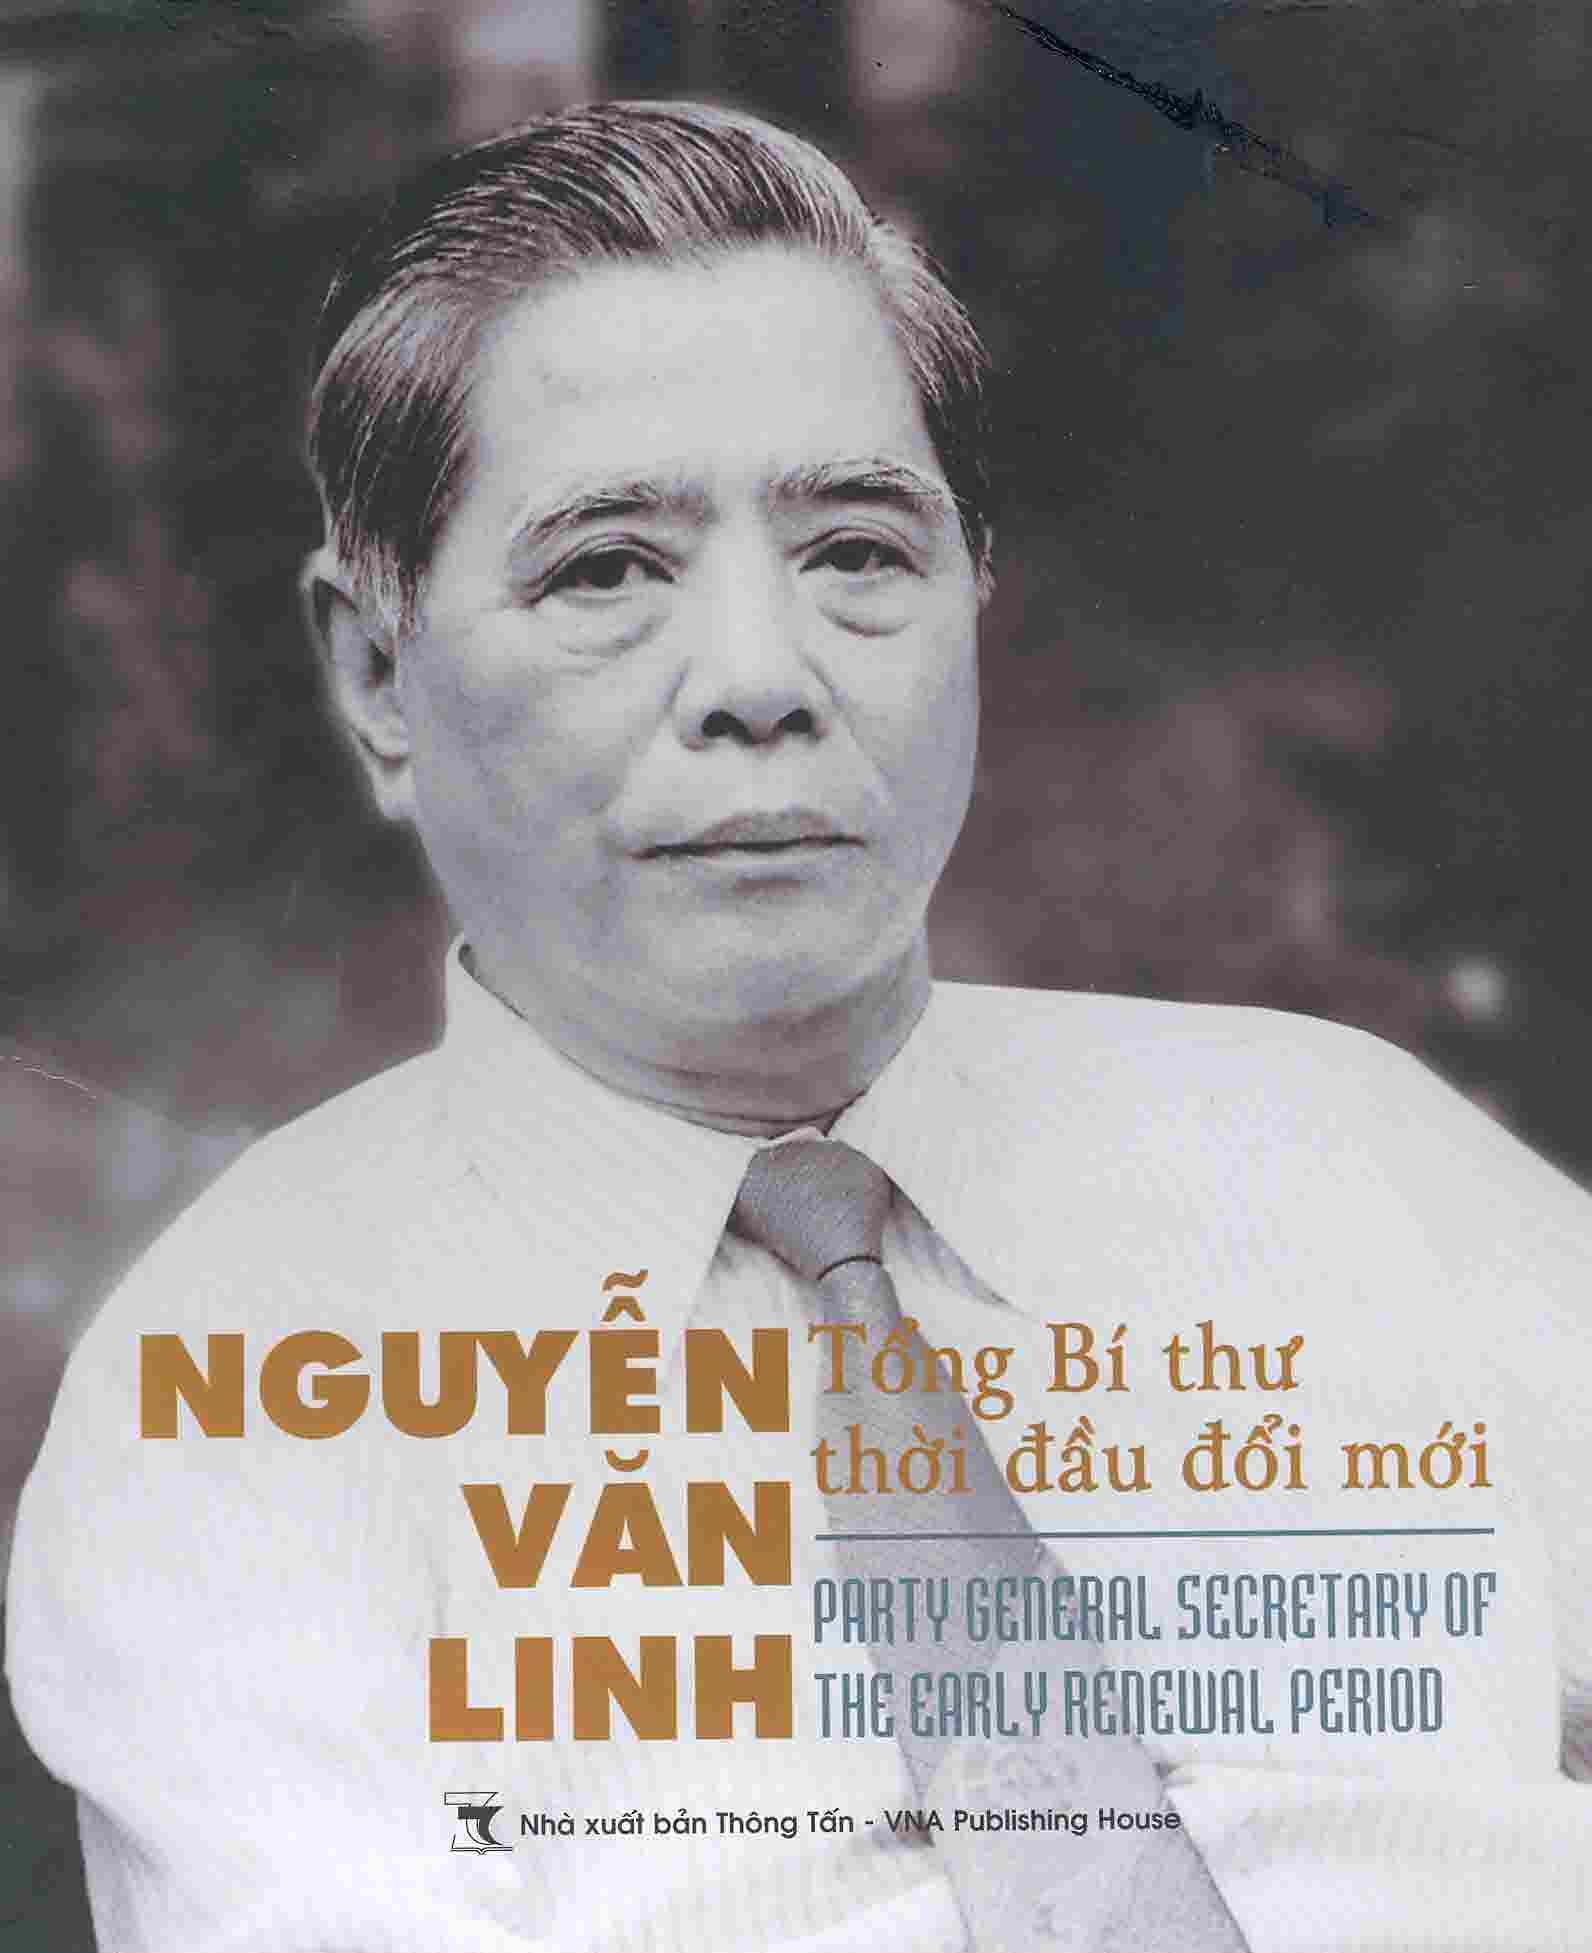 NGUYỄN
VĂN
LINH
Tổng Bí thư
thời đầu đổi mới
PARTY GENERAL SECRETARY OF
THE EARLY RENEWAL PERIOD
Nhà xuất bản Thông Tấn - VNA Publishing House